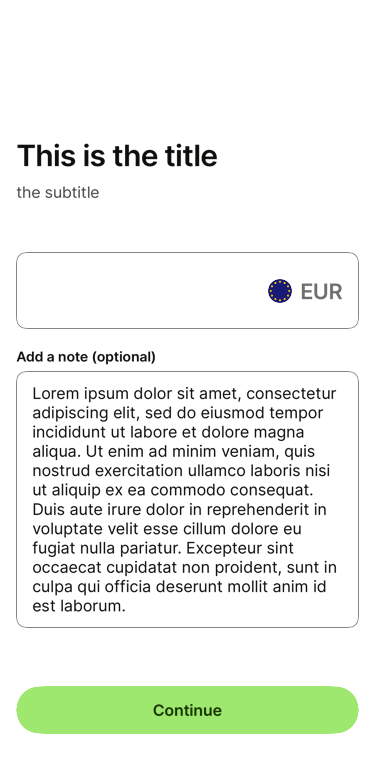 This is the title
the subtitle
EUR
Add a note (optional)
Lorem ipsum dolor sit amet, consectetur
adipiscing elit, sed do eiusmod tempor
incididunt ut labore et dolore magna
aliqua. Ut enim ad minim veniam, quis
nostrud exercitation ullamco laboris nisi
ut aliquip ex ea commodo consequat.
Duis aute irure dolor in reprehenderit in
voluptate velit esse cillum dolore eu
fugiat nulla pariatur. Excepteur sint
occaecat cupidatat non proident, sunt in
culpa qui officia deserunt mollit anim id
est laborum.
Continue